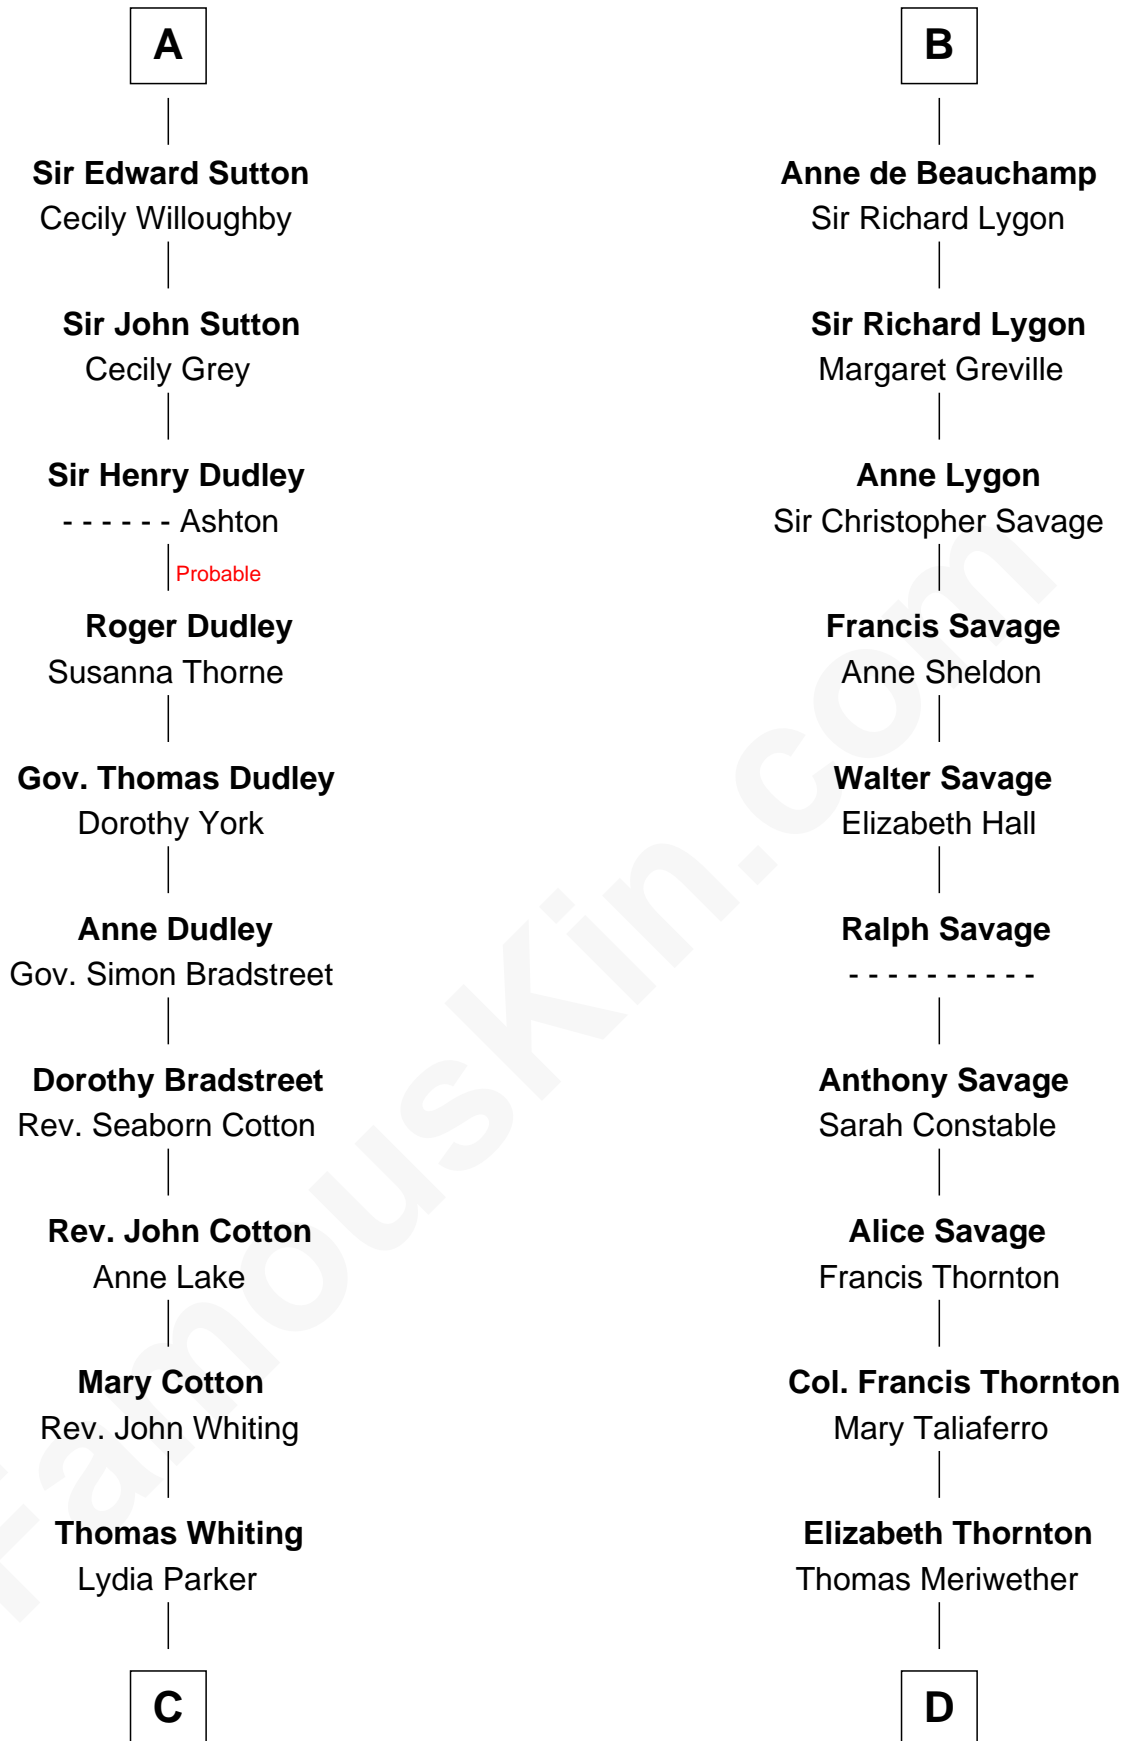 A
Sir Edward Sutton
Cecily Willoughby
Sir John Sutton
Cecily Grey
Sir Henry Dudley
- - - - - - Ashton
Probable
Roger Dudley
Susanna Thorne
Gov. Thomas Dudley
Dorothy York
Anne Dudley
Gov. Simon Bradstreet
Dorothy Bradstreet
Rev. Seaborn Cotton
Rev. John Cotton
Anne Lake
Mary Cotton
Rev. John Whiting
Thomas Whiting
Lydia Parker
C
B
Anne de Beauchamp
Sir Richard Lygon
Sir Richard Lygon
Margaret Greville
Anne Lygon
Sir Christopher Savage
Francis Savage
Anne Sheldon
Walter Savage
Elizabeth Hall
Ralph Savage
- - - - - - - - - -
Anthony Savage
Sarah Constable
Alice Savage
Francis Thornton
Col. Francis Thornton
Mary Taliaferro
Elizabeth Thornton
Thomas Meriwether
D
FamousKin.com